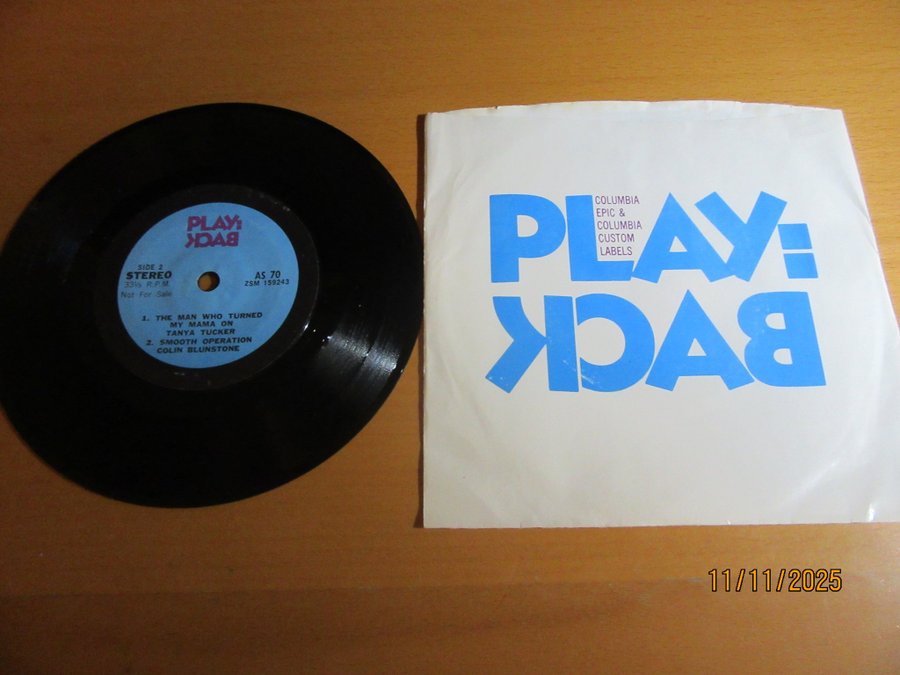 PLAY:
BACK
SIDE 2
STEREO
33⅓ R.P.M.
Not For Sale
AS 70
ZSM 159243
1. THE MAN WHO TURNED
MY MAMA ON
TANYA TUCKER
2. SMOOTH OPERATION
COLIN BLUNSTONE
PLAY:
COLUMBIA
EPIC &
COLUMBIA
CUSTOM
LABELS
BACK
11/11/2025